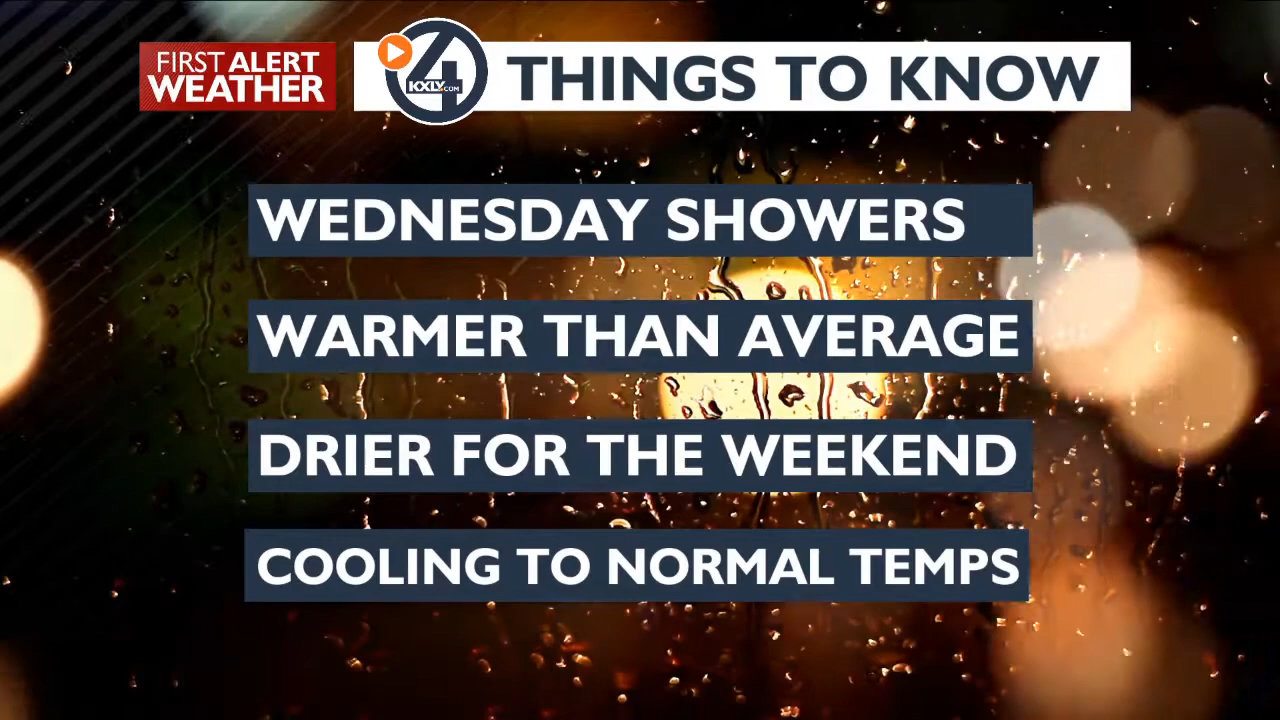 FIRST ALERT
WEATHER
4
KXLY.COM
THINGS TO KNOW
WEDNESDAY SHOWERS
WARMER THAN AVERAGE
DRIER FOR THE WEEKEND
COOLING TO NORMAL TEMPS